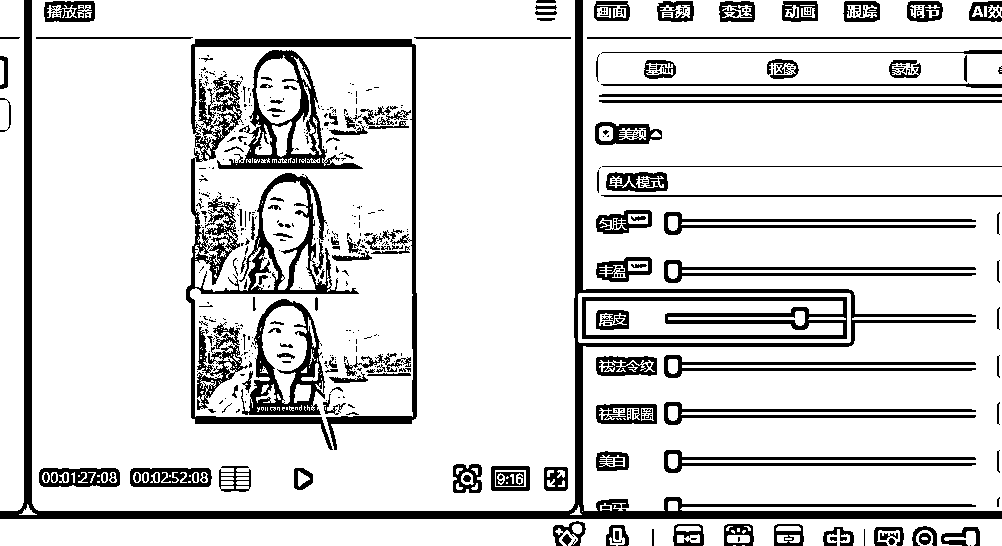 播放器
relevant material related to
you can extend this
00:01:27:08 00:02:52:08
9:16
画面 音频 变速 动画 跟踪 调节 AI效
基础 抠像 蒙版
美颜
单人模式
匀肤
丰盈
磨皮
祛法令纹
祛黑眼圈
美白
白牙